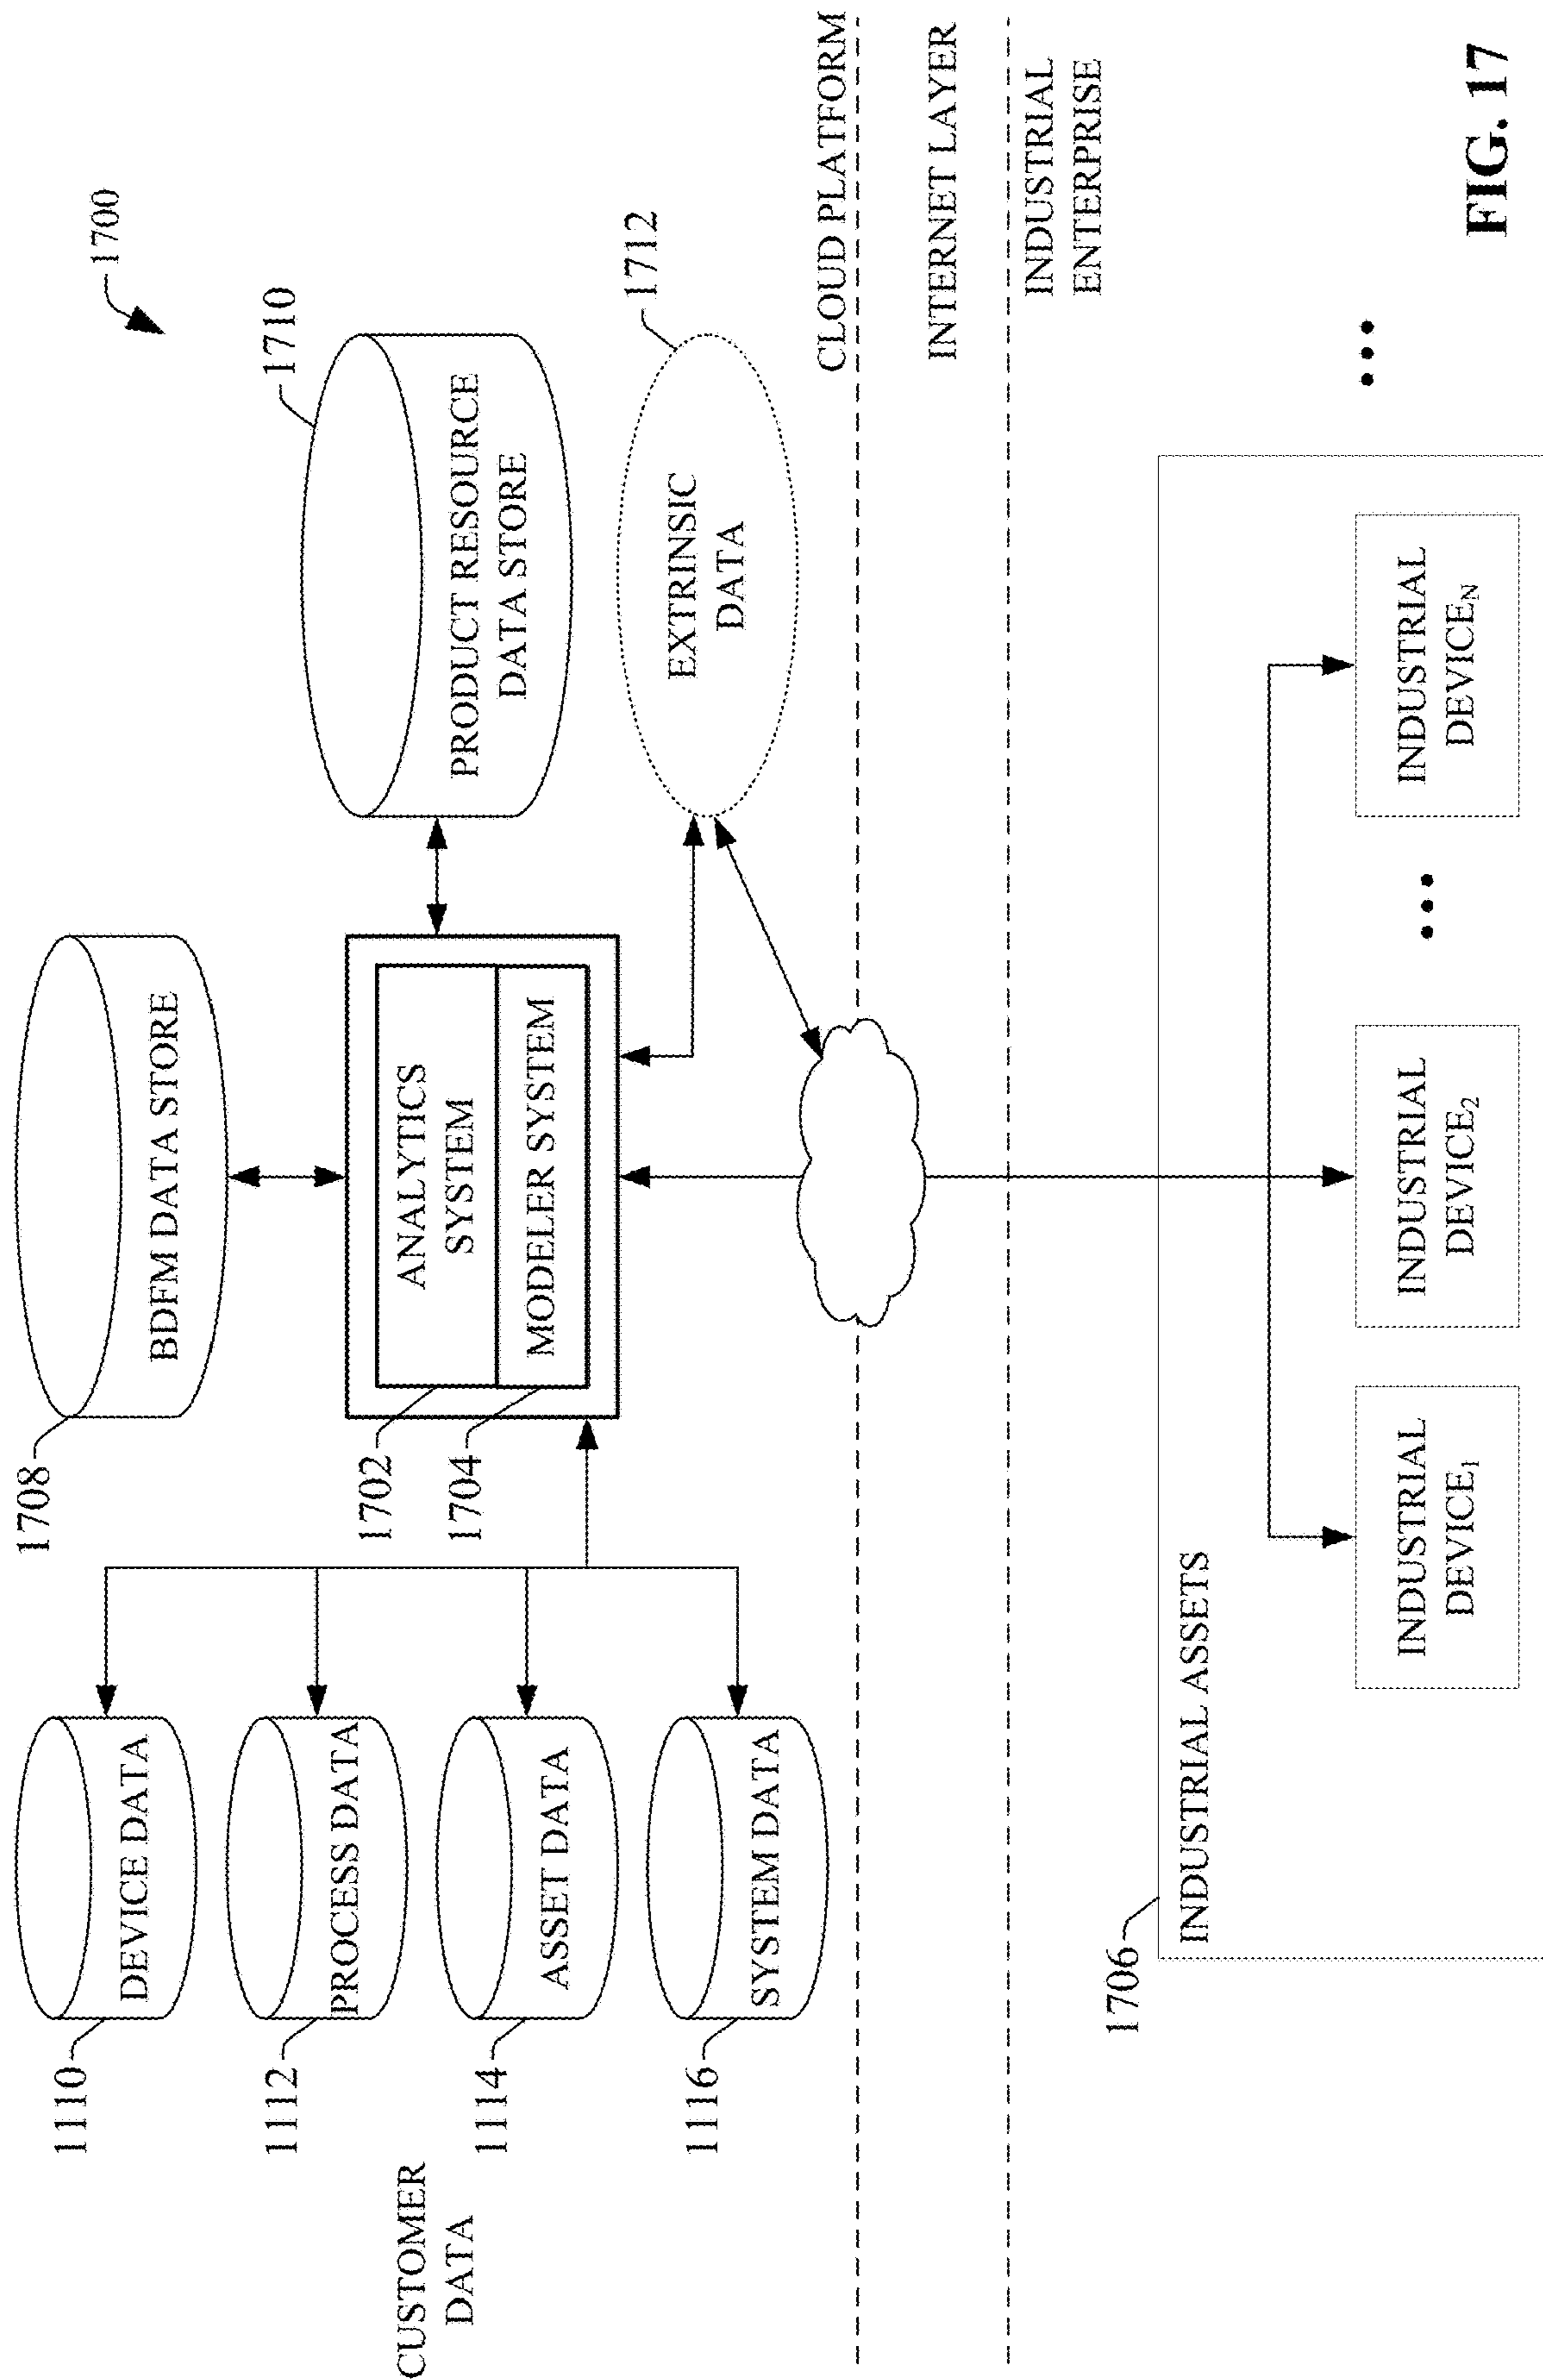 1700
1708
BDFM DATA STORE
1110
DEVICE DATA
1112
PROCESS DATA
1114
ASSET DATA
1116
SYSTEM DATA
CUSTOMER
DATA
1702
ANALYTICS
SYSTEM
1704
MODELER SYSTEM
1710
PRODUCT RESOURCE
DATA STORE
1712
EXTRINSIC
DATA
CLOUD PLATFORM
INTERNET LAYER
INDUSTRIAL
ENTERPRISE
1706
INDUSTRIAL ASSETS
INDUSTRIAL
DEVICE₁
INDUSTRIAL
DEVICE₂
•••
INDUSTRIAL
DEVICE_N
•••
FIG. 17